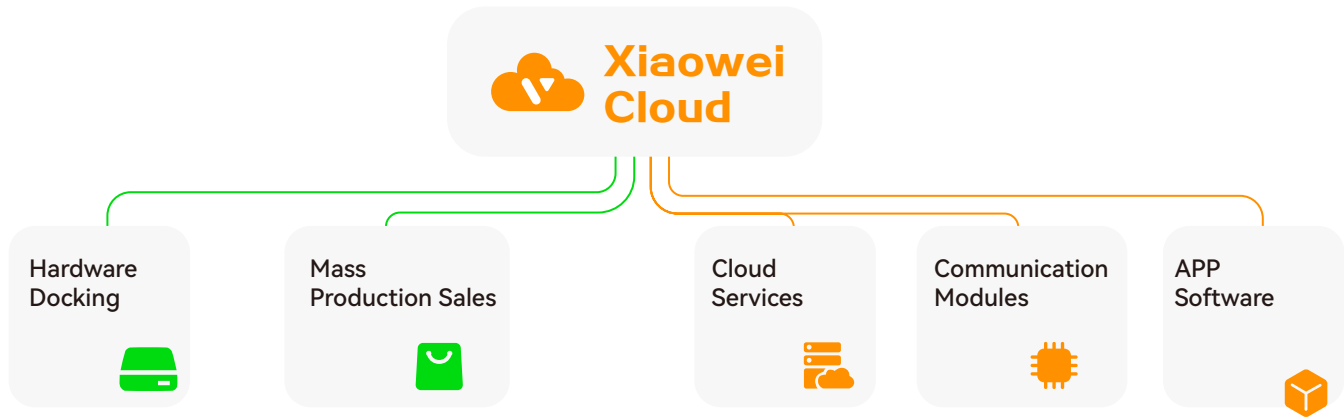 Xiaowei
Cloud
Hardware
Docking
Mass
Production Sales
Cloud
Services
Communication
Modules
APP
Software